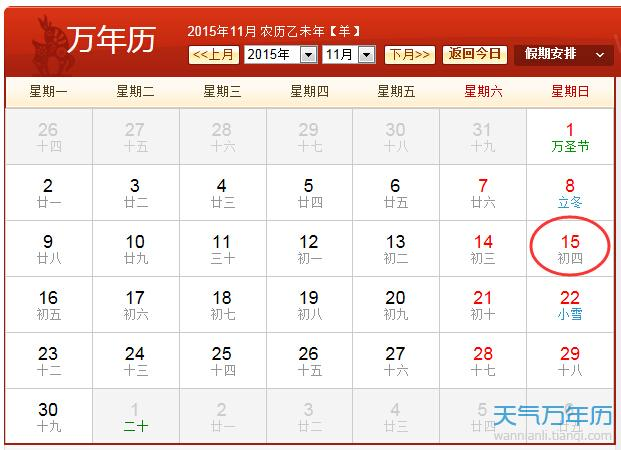 万年历
2015年11月 农历乙未年【羊】
<<上月 2015年 11月 下月>> 返回今日 假期安排
星期一 星期二 星期三 星期四 星期五 星期六 星期日
26 27 28 29 30 31 1
十四 十五 十六 十七 十八 十九 万圣节
2 3 4 5 6 7 8
廿一 廿二 廿三 廿四 廿五 廿六 立冬
9 10 11 12 13 14 15
廿八 廿九 三十 初一 初二 初三 初四
16 17 18 19 20 21 22
初五 初六 初七 初八 初九 初十 小雪
23 24 25 26 27 28 29
十二 十三 十四 十五 十六 十七 十八
30 1 2 3 4 5 6
十九 二十 廿一 廿二 廿三 廿四 廿五
天气万年历
wannianli.tianqi.com